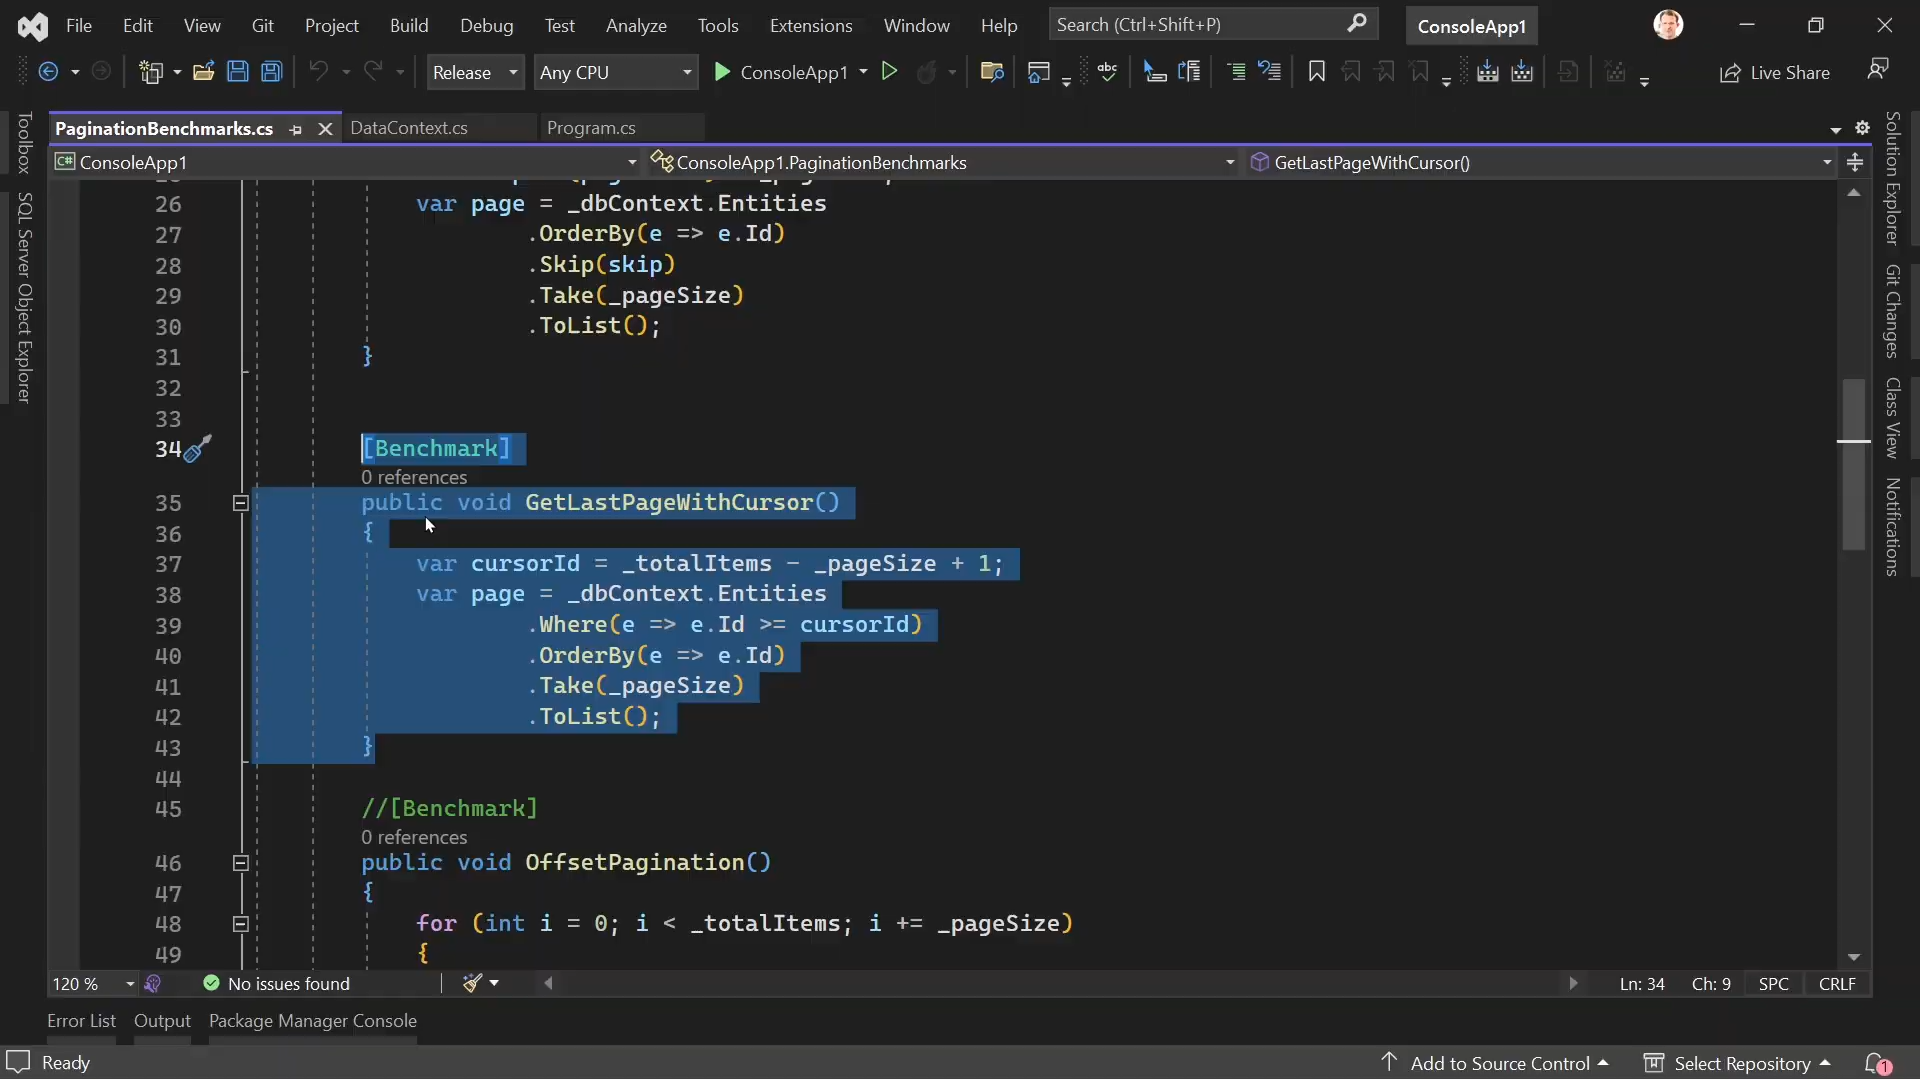 File Edit View Git Project Build Debug Test Analyze Tools Extensions Window Help Search (Ctrl+Shift+P) ConsoleApp1
Release Any CPU ConsoleApp1 Live Share
PaginationBenchmarks.cs DataContext.cs Program.cs
C# ConsoleApp1 ConsoleApp1.PaginationBenchmarks GetLastPageWithCursor()
Toolbox
SQL Server Object Explorer
26 var page = _dbContext.Entities
27 .OrderBy(e => e.Id)
28 .Skip(skip)
29 .Take(_pageSize)
30 .ToList();
31 }
32
33
34 [Benchmark]
0 references
35 public void GetLastPageWithCursor()
36 {
37 var cursorId = _totalItems - _pageSize + 1;
38 var page = _dbContext.Entities
39 .Where(e => e.Id >= cursorId)
40 .OrderBy(e => e.Id)
41 .Take(_pageSize)
42 .ToList();
43 }
44
45 //[Benchmark]
0 references
46 public void OffsetPagination()
47 {
48 for (int i = 0; i < _totalItems; i += _pageSize)
49 {
Solution Explorer
Git Changes
Class View
Notifications
120 % No issues found Ln: 34 Ch: 9 SPC CRLF
Error List Output Package Manager Console
Ready Add to Source Control Select Repository 1